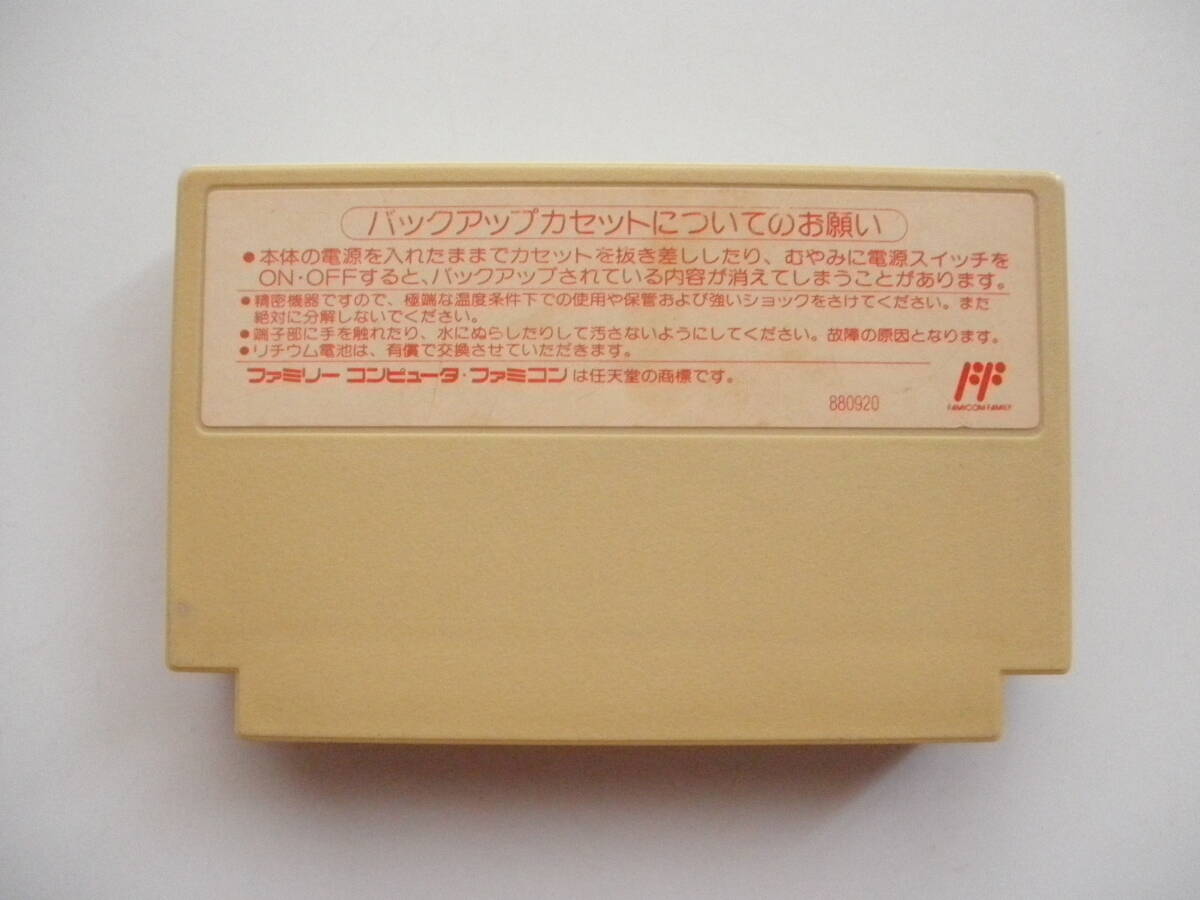 バックアップカセットについてのお願い
●本体の電源を入れたままでカセットを抜き差ししたり、むやみに電源スイッチを
ON・OFFすると、バックアップされている内容が消えてしまうことがあります。
●精密機器ですので、極端な温度条件下での使用や保管および強いショックをさけてください。また
絶対に分解しないでください。
●端子部に手を触れたり、水にぬらしたりして汚さないようにしてください。故障の原因となります。
●リチウム電池は、有償で交換させていただきます。
ファミリーコンピュータ・ファミコンは任天堂の商標です。
880920
FAMICOM FAMILY